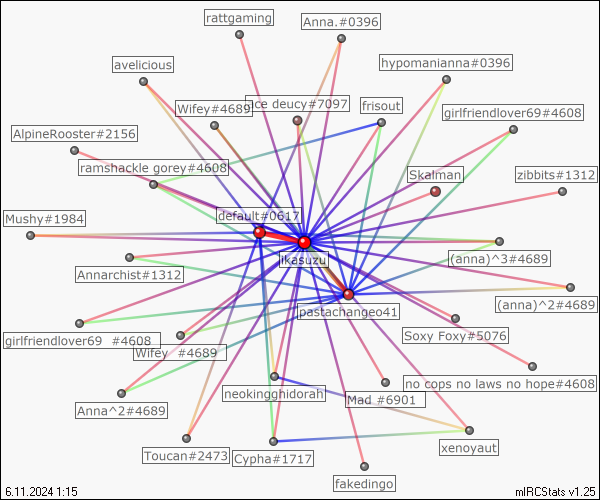 rattgaming
Anna.#0396
avelicious
hypomanianna#0396
Wifey#4689
ice deucy#7097
frisout
girlfriendlover69#4608
AlpineRooster#2156
ramshackle gorey#4608
Skalman
zibbits#1312
default#0617
Mushy#1984
(anna)^3#4689
ikasuzu
Annarchist#1312
(anna)^2#4689
pastachangeo41
Soxy Foxy#5076
girlfriendlover69 #4608
Wifey #4689
no cops no laws no hope#4608
neokingghidorah
Mad #6901
Anna^2#4689
xenoyaut
Toucan#2473
Cypha#1717
fakedingo
6.11.2024 1:15
mIRCStats v1.25